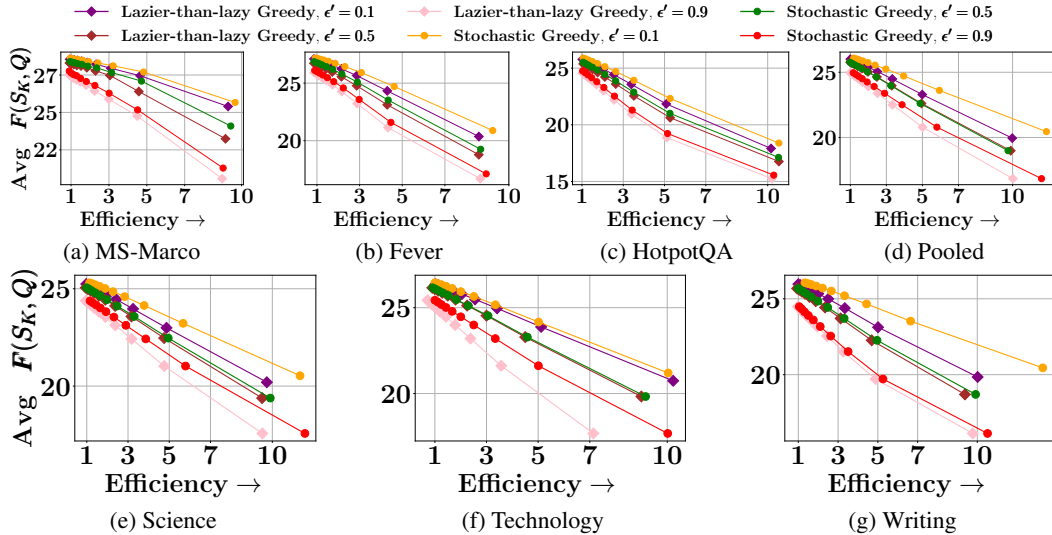 Lazier-than-lazy Greedy, ϵ′ = 0.1 Lazier-than-lazy Greedy, ϵ′ = 0.9 Stochastic Greedy, ϵ′ = 0.5
Lazier-than-lazy Greedy, ϵ′ = 0.5 Stochastic Greedy, ϵ′ = 0.1 Stochastic Greedy, ϵ′ = 0.9
Avg F(S_K, Q)
27
25
22
1 3 5 7 10
Efficiency →
(a) MS-Marco
25
20
1 3 5 7 10
Efficiency →
(b) Fever
25
20
15
1 3 5 7 10
Efficiency →
(c) HotpotQA
25
20
1 3 5 7 10
Efficiency →
(d) Pooled
Avg F(S_K, Q)
25
20
1 3 5 7 10
Efficiency →
(e) Science
25
20
1 3 5 7 10
Efficiency →
(f) Technology
25
20
1 3 5 7 10
Efficiency →
(g) Writing